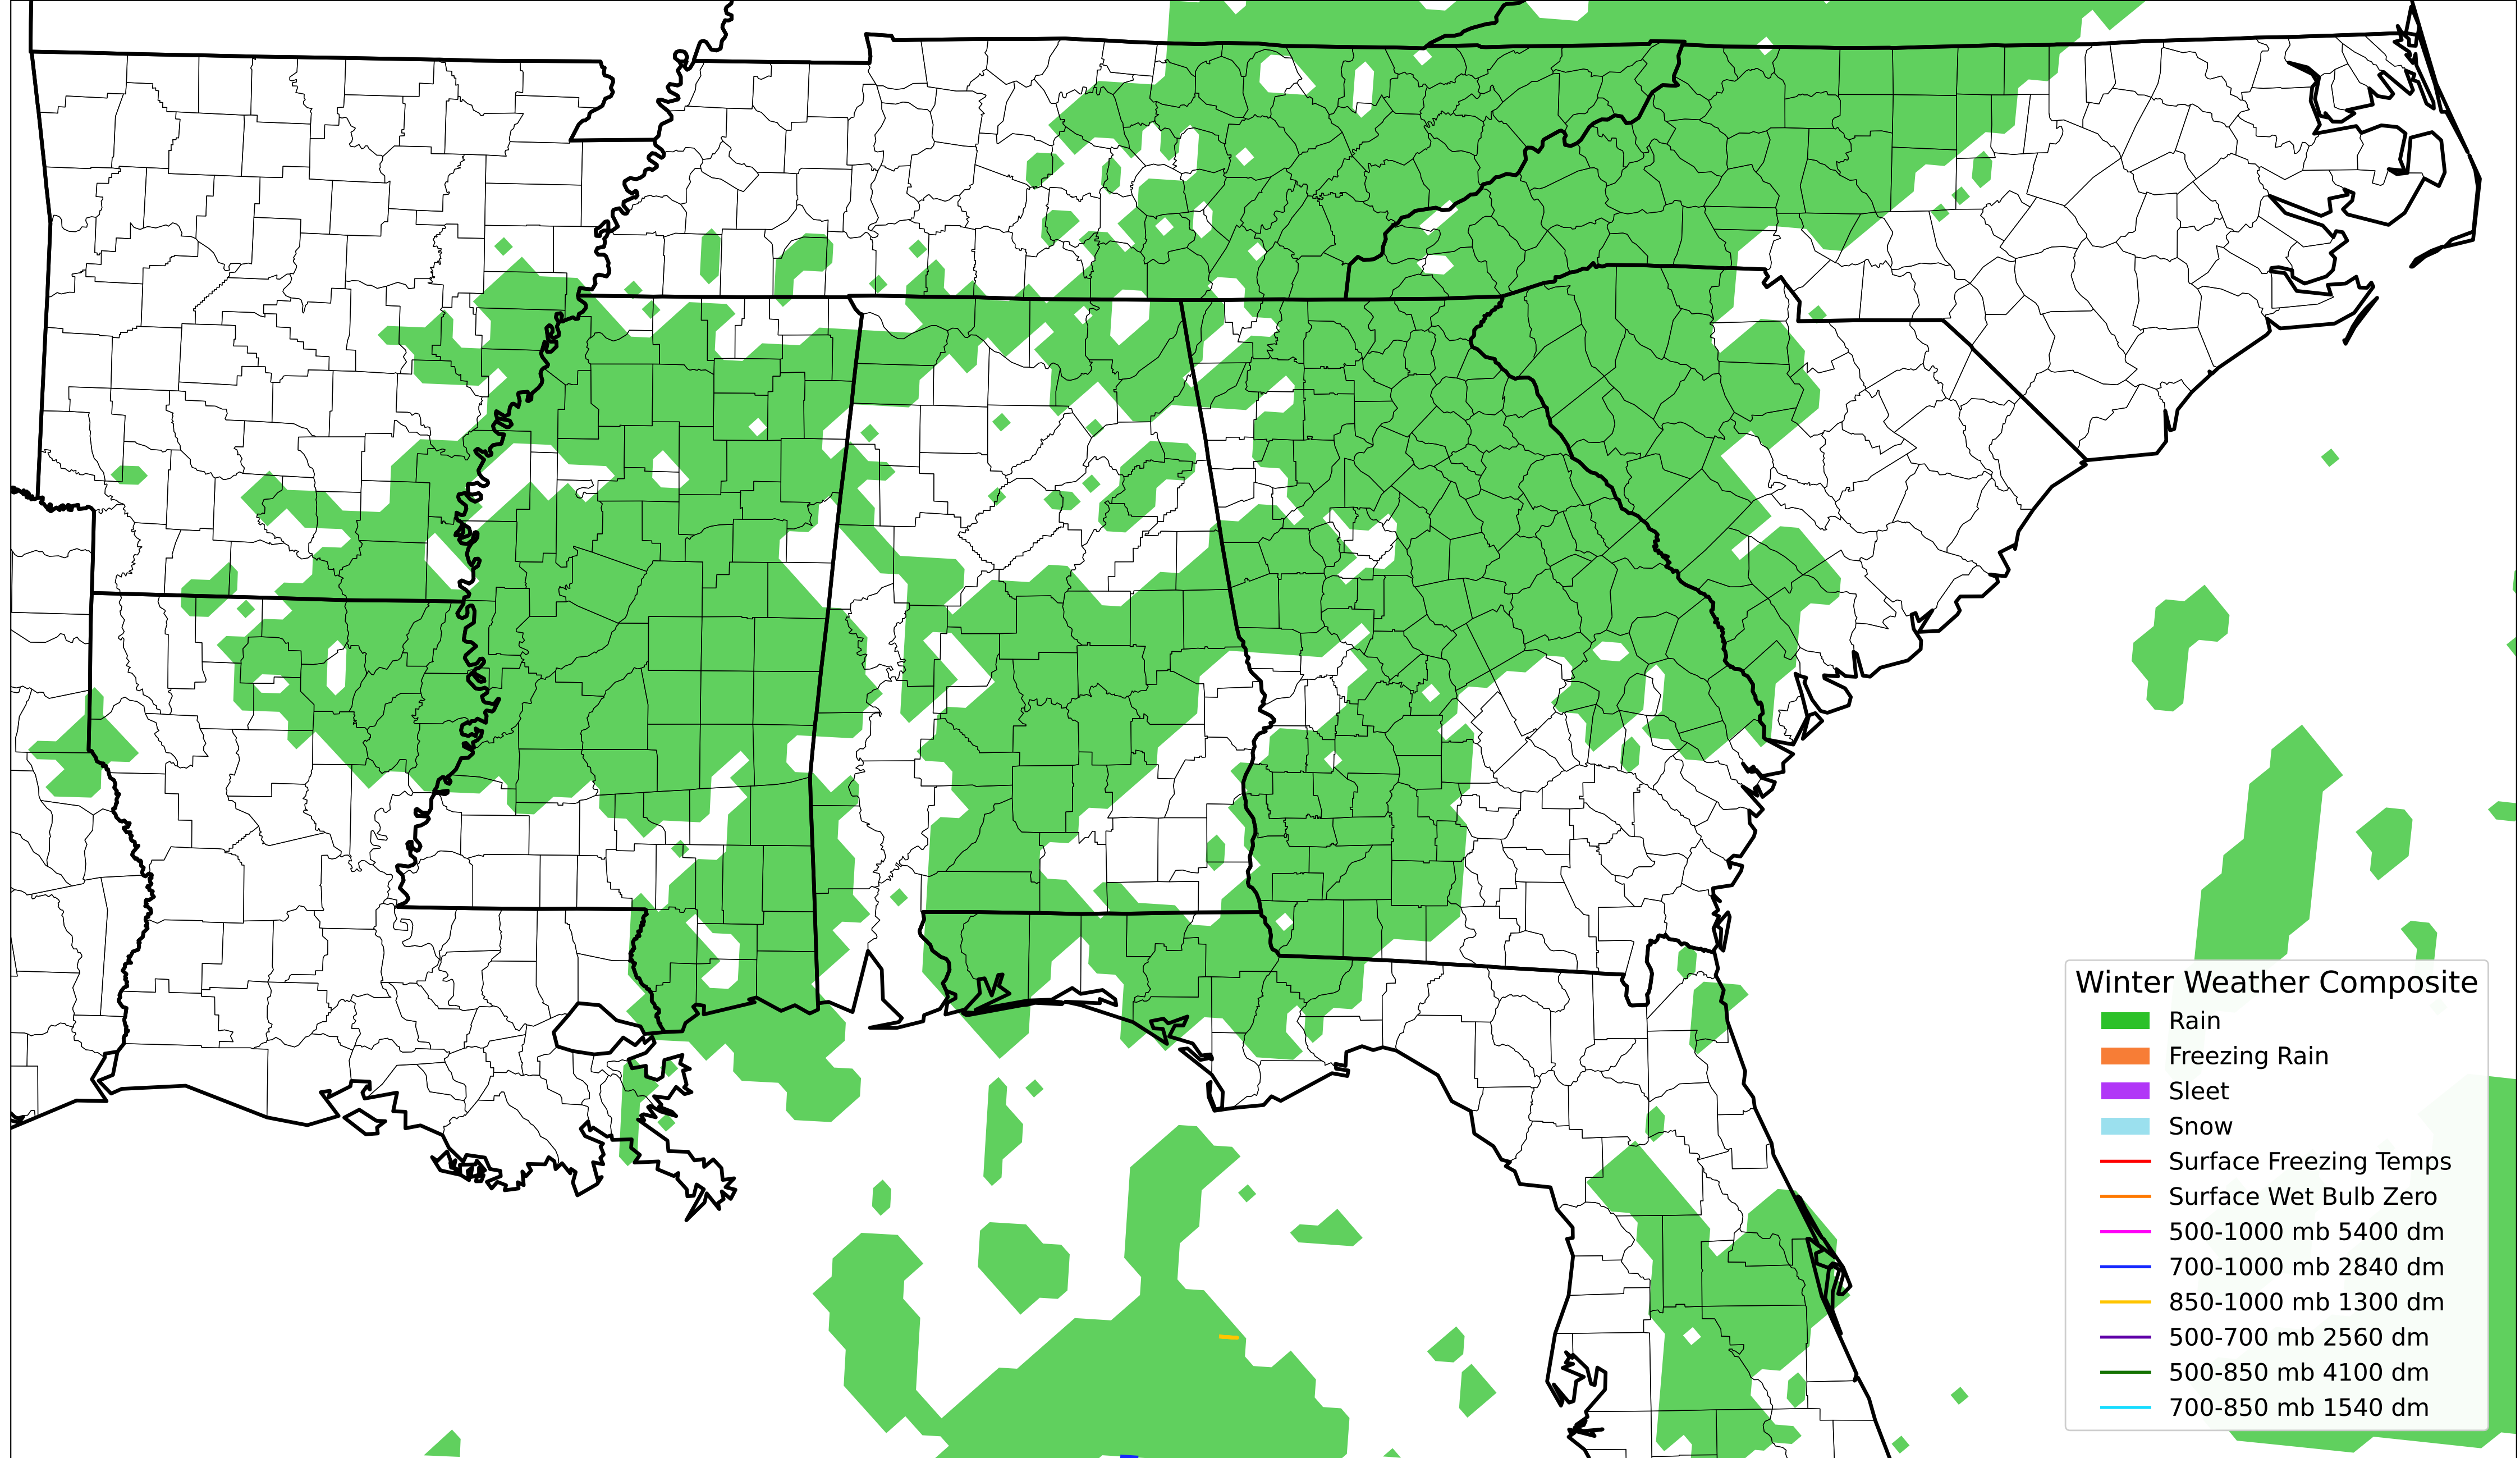 Winter Weather Composite
Rain
Freezing Rain
Sleet
Snow
Surface Freezing Temps
Surface Wet Bulb Zero
500-1000 mb 5400 dm
700-1000 mb 2840 dm
850-1000 mb 1300 dm
500-700 mb 2560 dm
500-850 mb 4100 dm
700-850 mb 1540 dm